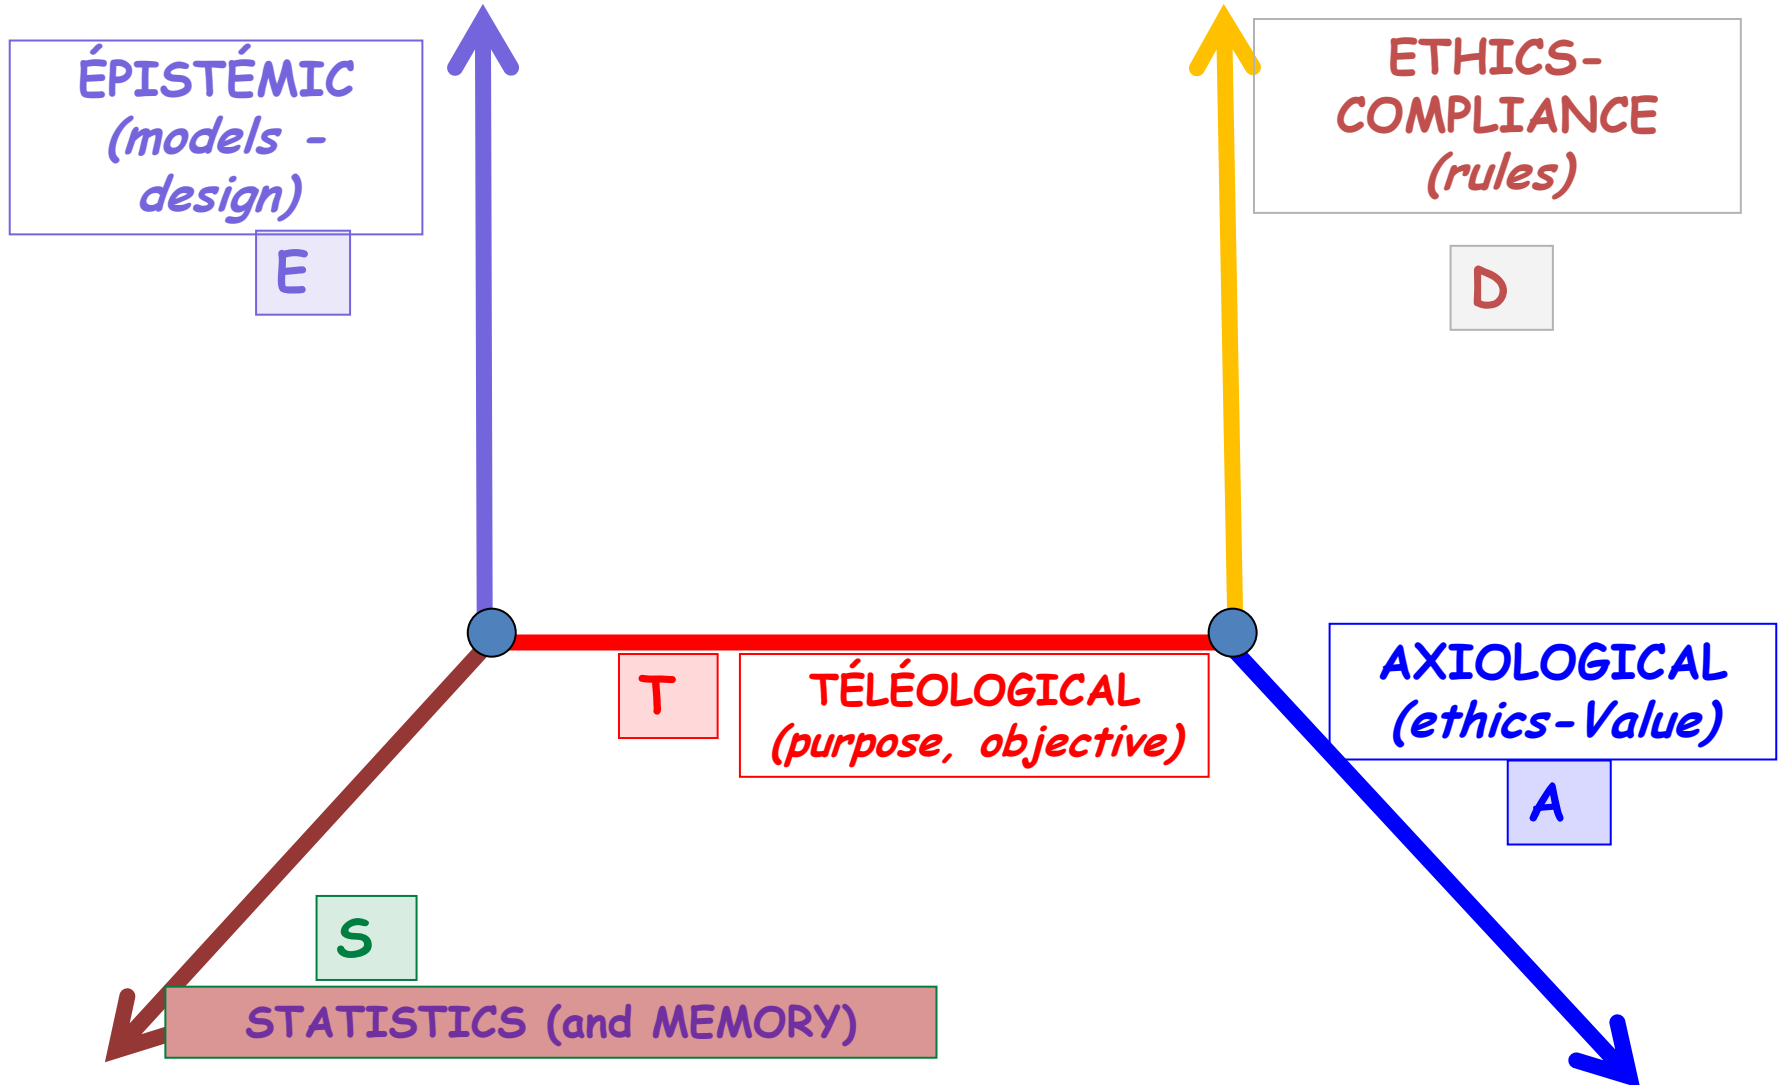 ÉPISTÉMIC
(models -
design)
E
ETHICS-
COMPLIANCE
(rules)
D
T
TÉLÉOLOGICAL
(purpose, objective)
AXIOLOGICAL
(ethics-Value)
A
S
STATISTICS (and MEMORY)